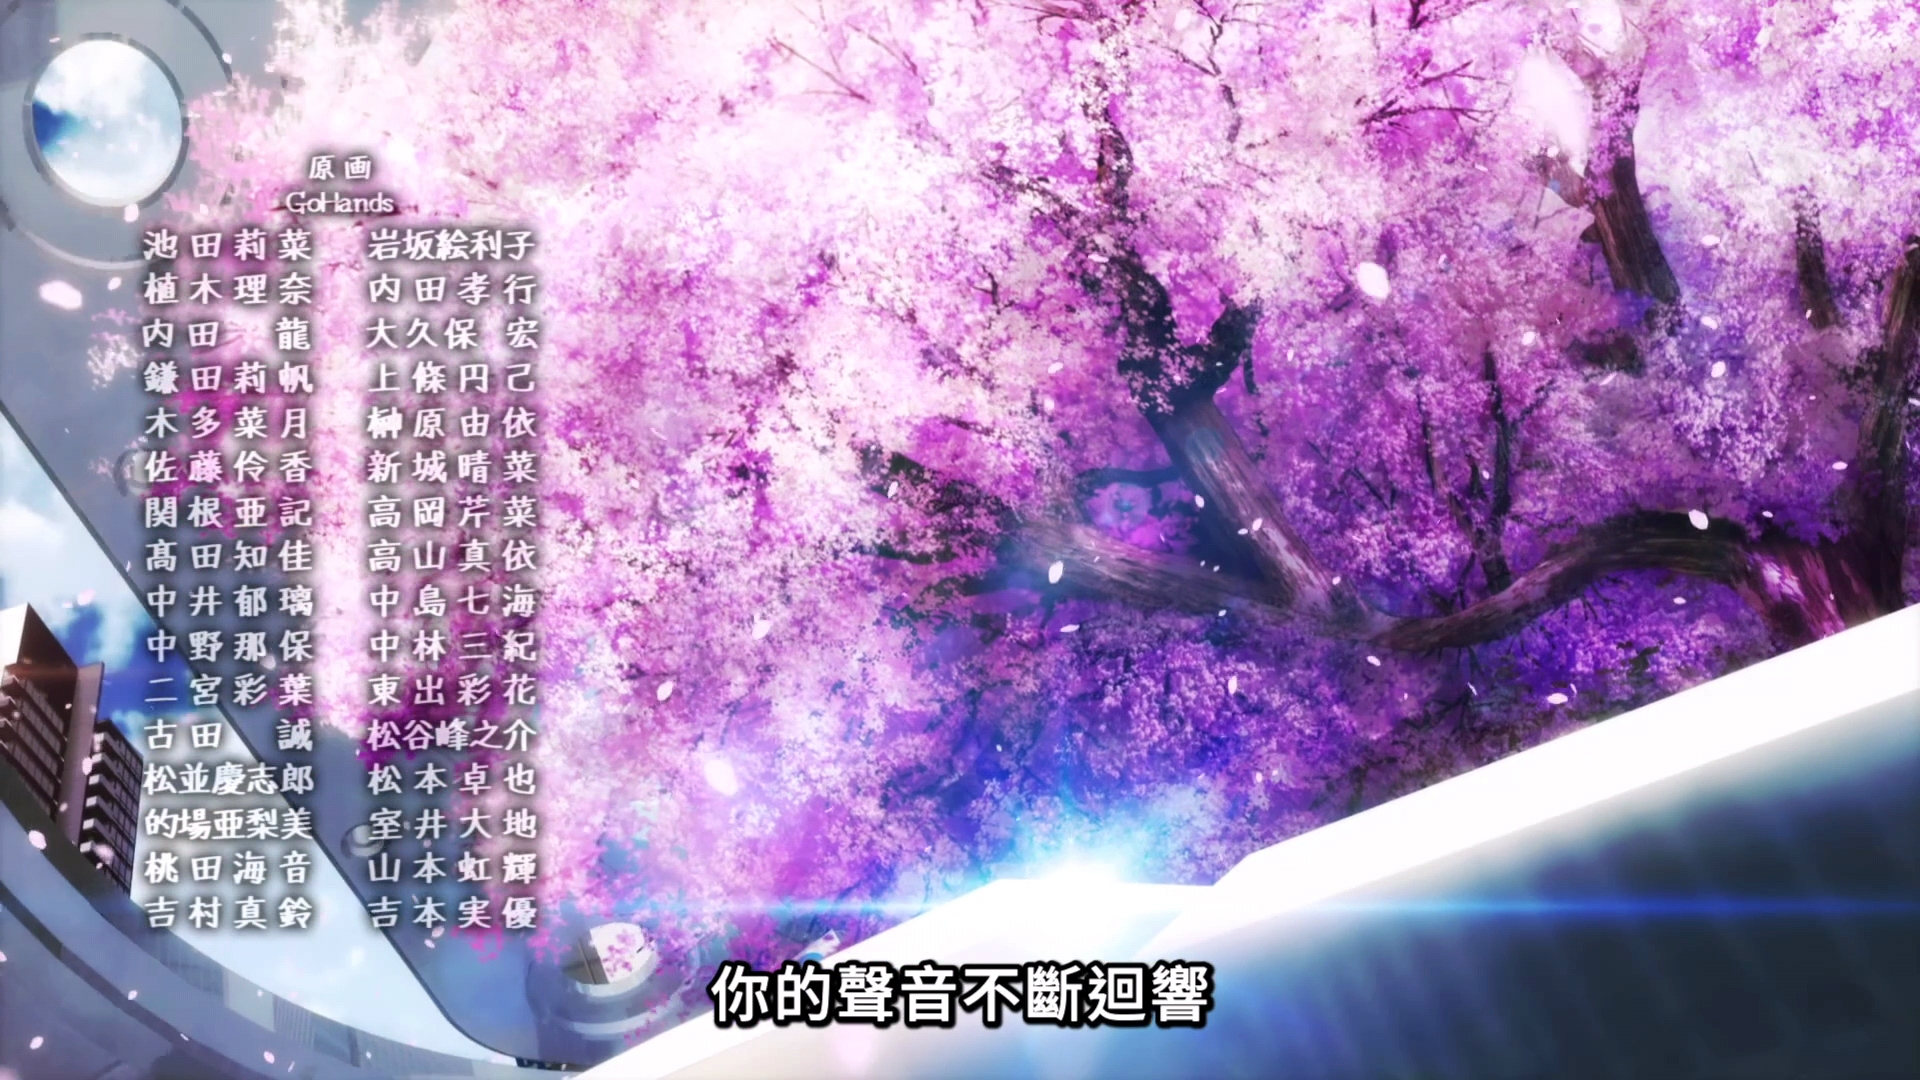 原画
GoHands
池田莉菜 岩坂絵利子
植木理奈 内田孝行
内田 龍 大久保 宏
鎌田莉帆 上條円己
木多菜月 榊原由依
佐藤伶香 新城晴菜
関根亜記 高岡芹菜
髙田知佳 高山真依
中井郁璃 中島七海
中野那保 中林三紀
二宮彩葉 東出彩花
古田 誠 松谷峰之介
松並慶志郎 松本卓也
的場亜梨美 室井大地
桃田海音 山本虹輝
吉村真鈴 吉本実優
你的聲音不斷迴響